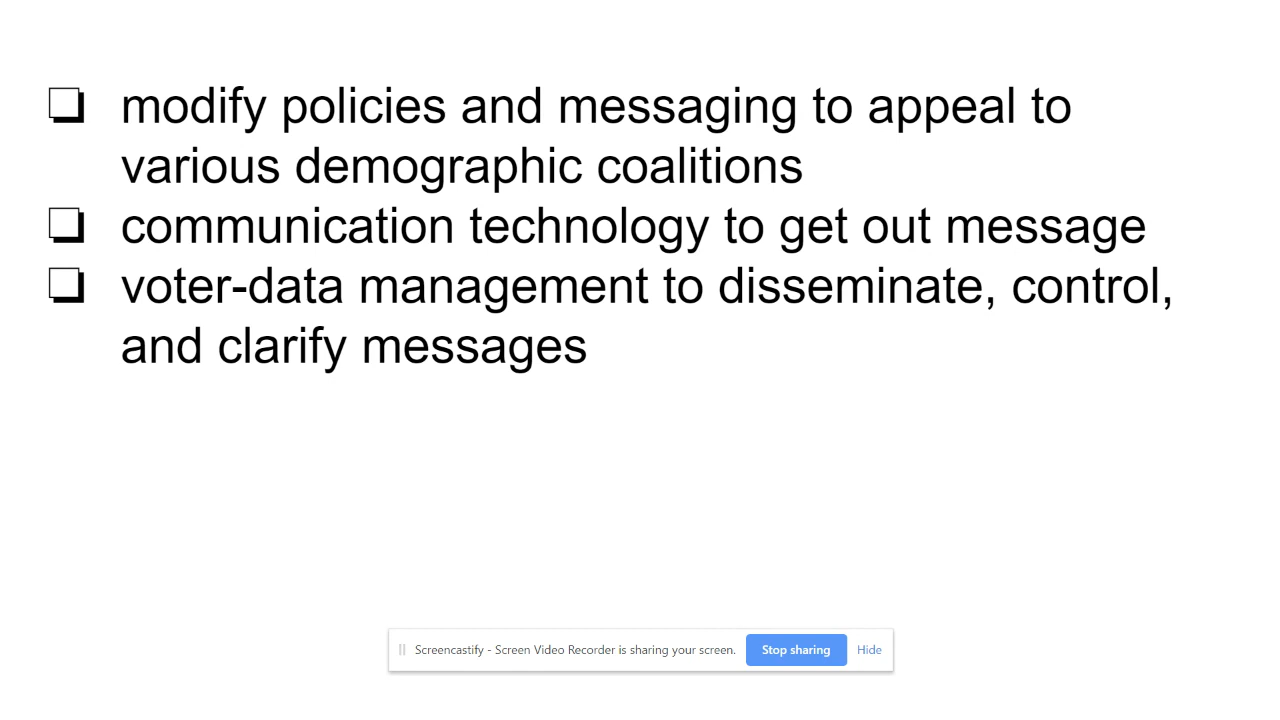 ❏ modify policies and messaging to appeal to
various demographic coalitions
❏ communication technology to get out message
❏ voter-data management to disseminate, control,
and clarify messages
Screencastify - Screen Video Recorder is sharing your screen. Stop sharing Hide